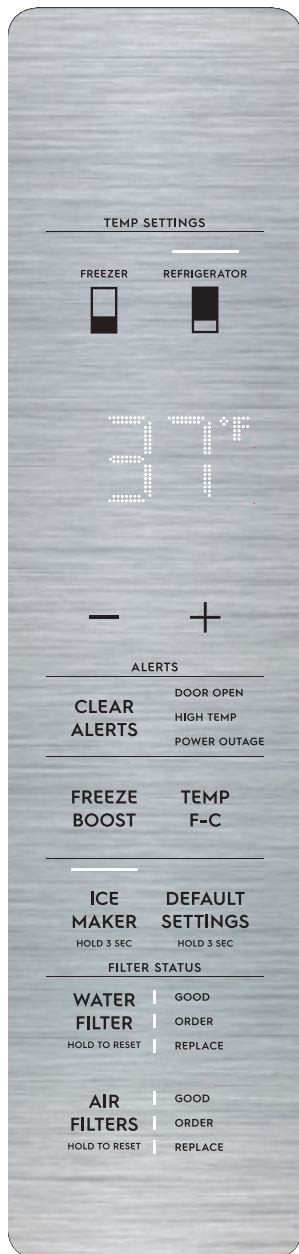 TEMP SETTINGS
FREEZER REFRIGERATOR
37°F
− +
ALERTS
CLEAR ALERTS
DOOR OPEN
HIGH TEMP
POWER OUTAGE
FREEZE BOOST
TEMP F-C
ICE MAKER
HOLD 3 SEC
DEFAULT SETTINGS
HOLD 3 SEC
FILTER STATUS
WATER FILTER
HOLD TO RESET
GOOD
ORDER
REPLACE
AIR FILTERS
HOLD TO RESET
GOOD
ORDER
REPLACE